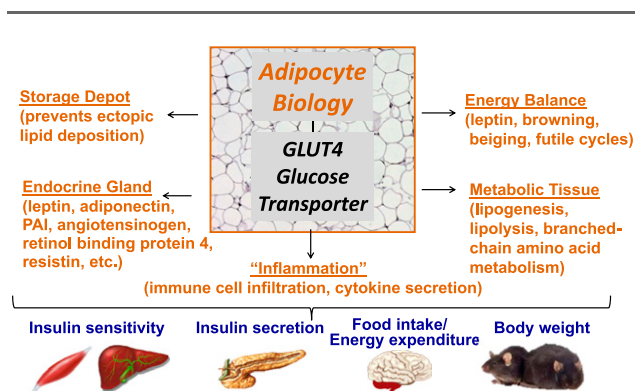 Adipocyte
Biology
GLUT4
Glucose
Transporter
Storage Depot
(prevents ectopic
lipid deposition)
Endocrine Gland
(leptin, adiponectin,
PAI, angiotensinogen,
retinol binding protein 4,
resistin, etc.)
Energy Balance
(leptin, browning,
beiging, futile cycles)
Metabolic Tissue
(lipogenesis,
lipolysis, branched-
chain amino acid
metabolism)
“Inflammation”
(immune cell infiltration, cytokine secretion)
Insulin sensitivity
Insulin secretion
Food intake/
Energy expenditure
Body weight